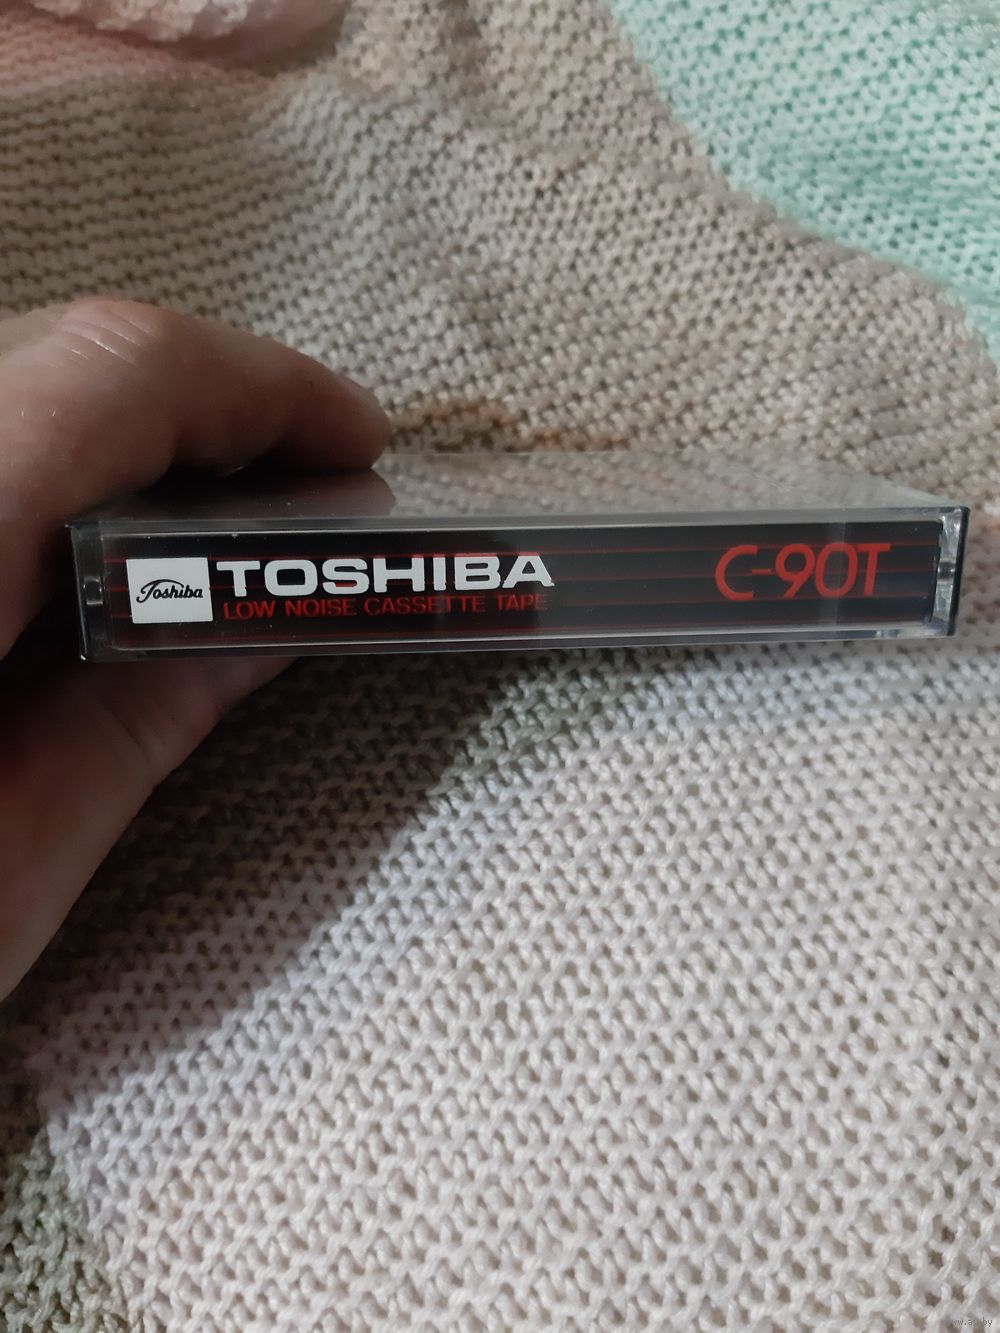 Toshiba
TOSHIBA
LOW NOISE CASSETTE TAPE
C-90T